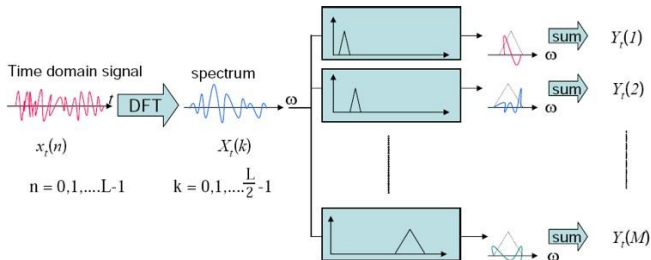 Time domain signal
t
x_t(n)
n = 0,1,....L-1
DFT
spectrum
ω
X_t(k)
k = 0,1,....L/2-1
ω
sum
Y_t(1)
ω
sum
Y_t(2)
ω
sum
Y_t(M)